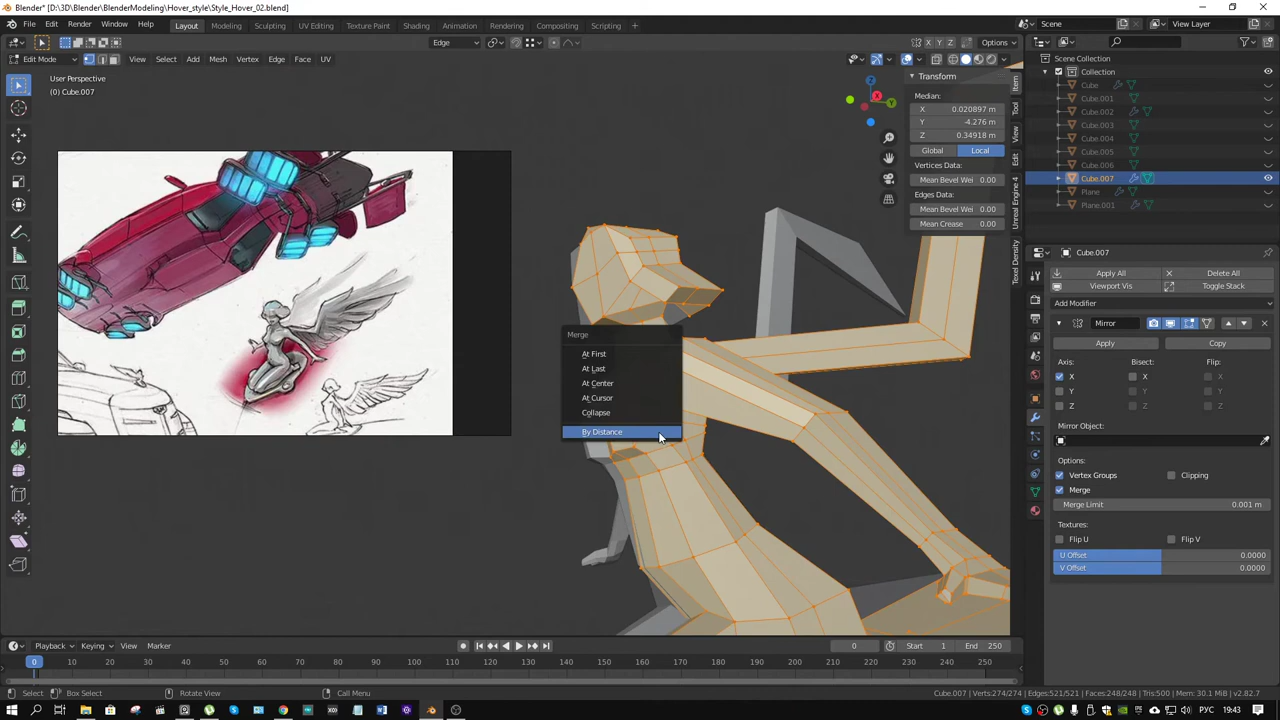 Blender* [D:\3D\Blender\BlenderModeling\Hover_style\Style_Hover_02.blend]
File Edit Render Window Help Layout Modeling Sculpting UV Editing Texture Paint Shading Animation Rendering Compositing Scripting + Scene View Layer
Edge Options
X Y Z
Edit Mode View Select Add Mesh Vertex Edge Face UV
User Perspective
(0) Cube.007
Transform
Median:
X 0.020897 m
Y -4.276 m
Z 0.34918 m
Global Local
Vertices Data:
Mean Bevel Wei 0.00
Edges Data:
Mean Bevel Wei 0.00
Mean Crease 0.00
Item
Tool
View
Edit
Unreal Engine 4
Texel Density
Scene Collection
Collection
Cube
Cube.001
Cube.002
Cube.003
Cube.004
Cube.005
Cube.006
Cube.007
Plane
Plane.001
Cube.007
Apply All Delete All
Viewport Vis Toggle Stack
Add Modifier
Mirror
Apply Copy
Axis: Bisect: Flip:
X X X
Y Y Y
Z Z Z
Mirror Object:
Options:
Vertex Groups Clipping
Merge
Merge Limit 0.001 m
Textures:
Flip U Flip V
U Offset 0.0000
V Offset 0.0000
Merge
At First
At Last
At Center
At Cursor
Collapse
By Distance
Playback Keying View Marker 0 Start 1 End 250
0 10 20 30 40 50 60 70 80 90 100 110 120 130 140 150 160 170 180 190 200 210 220 230 240 250
Select Box Select Rotate View Call Menu Cube.007 | Verts:274/274 | Edges:521/521 | Faces:248/248 | Tris:500 | Mem: 30.1 MiB | v2.82.7
РУС 19:43